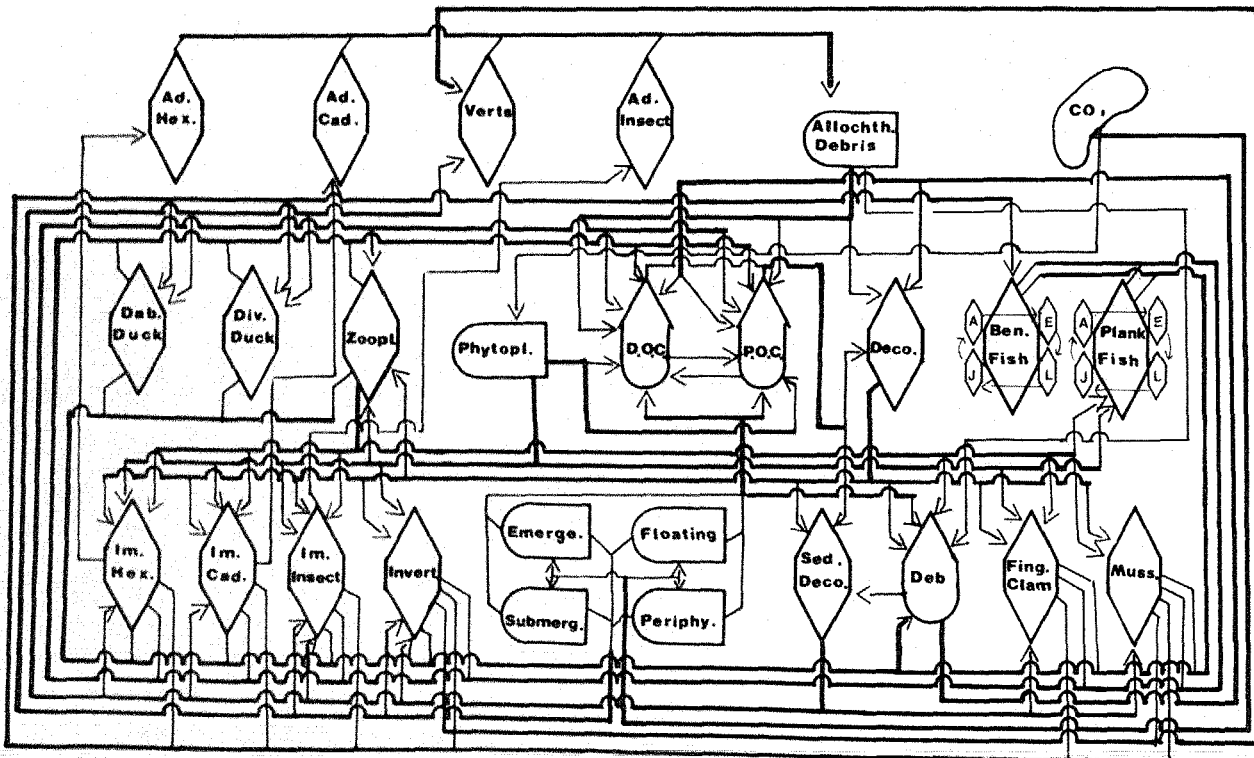 Ad.
Hex.
Ad.
Cad.
Verts
Ad.
Insect
Allochth.
Debris
CO₂
Dab.
Duck
Div.
Duck
Zoopl.
Phytopl.
D.O.C.
P.O.C.
Deco.
A
E
Ben.
Fish
J
L
A
E
Plank
Fish
J
L
Im.
Hex.
Im.
Cad.
Im.
Insect
Invert
Emerge.
Floating
Submerg.
Periphy.
Sed.
Deco.
Deb
Fing.
Clam
Muss.